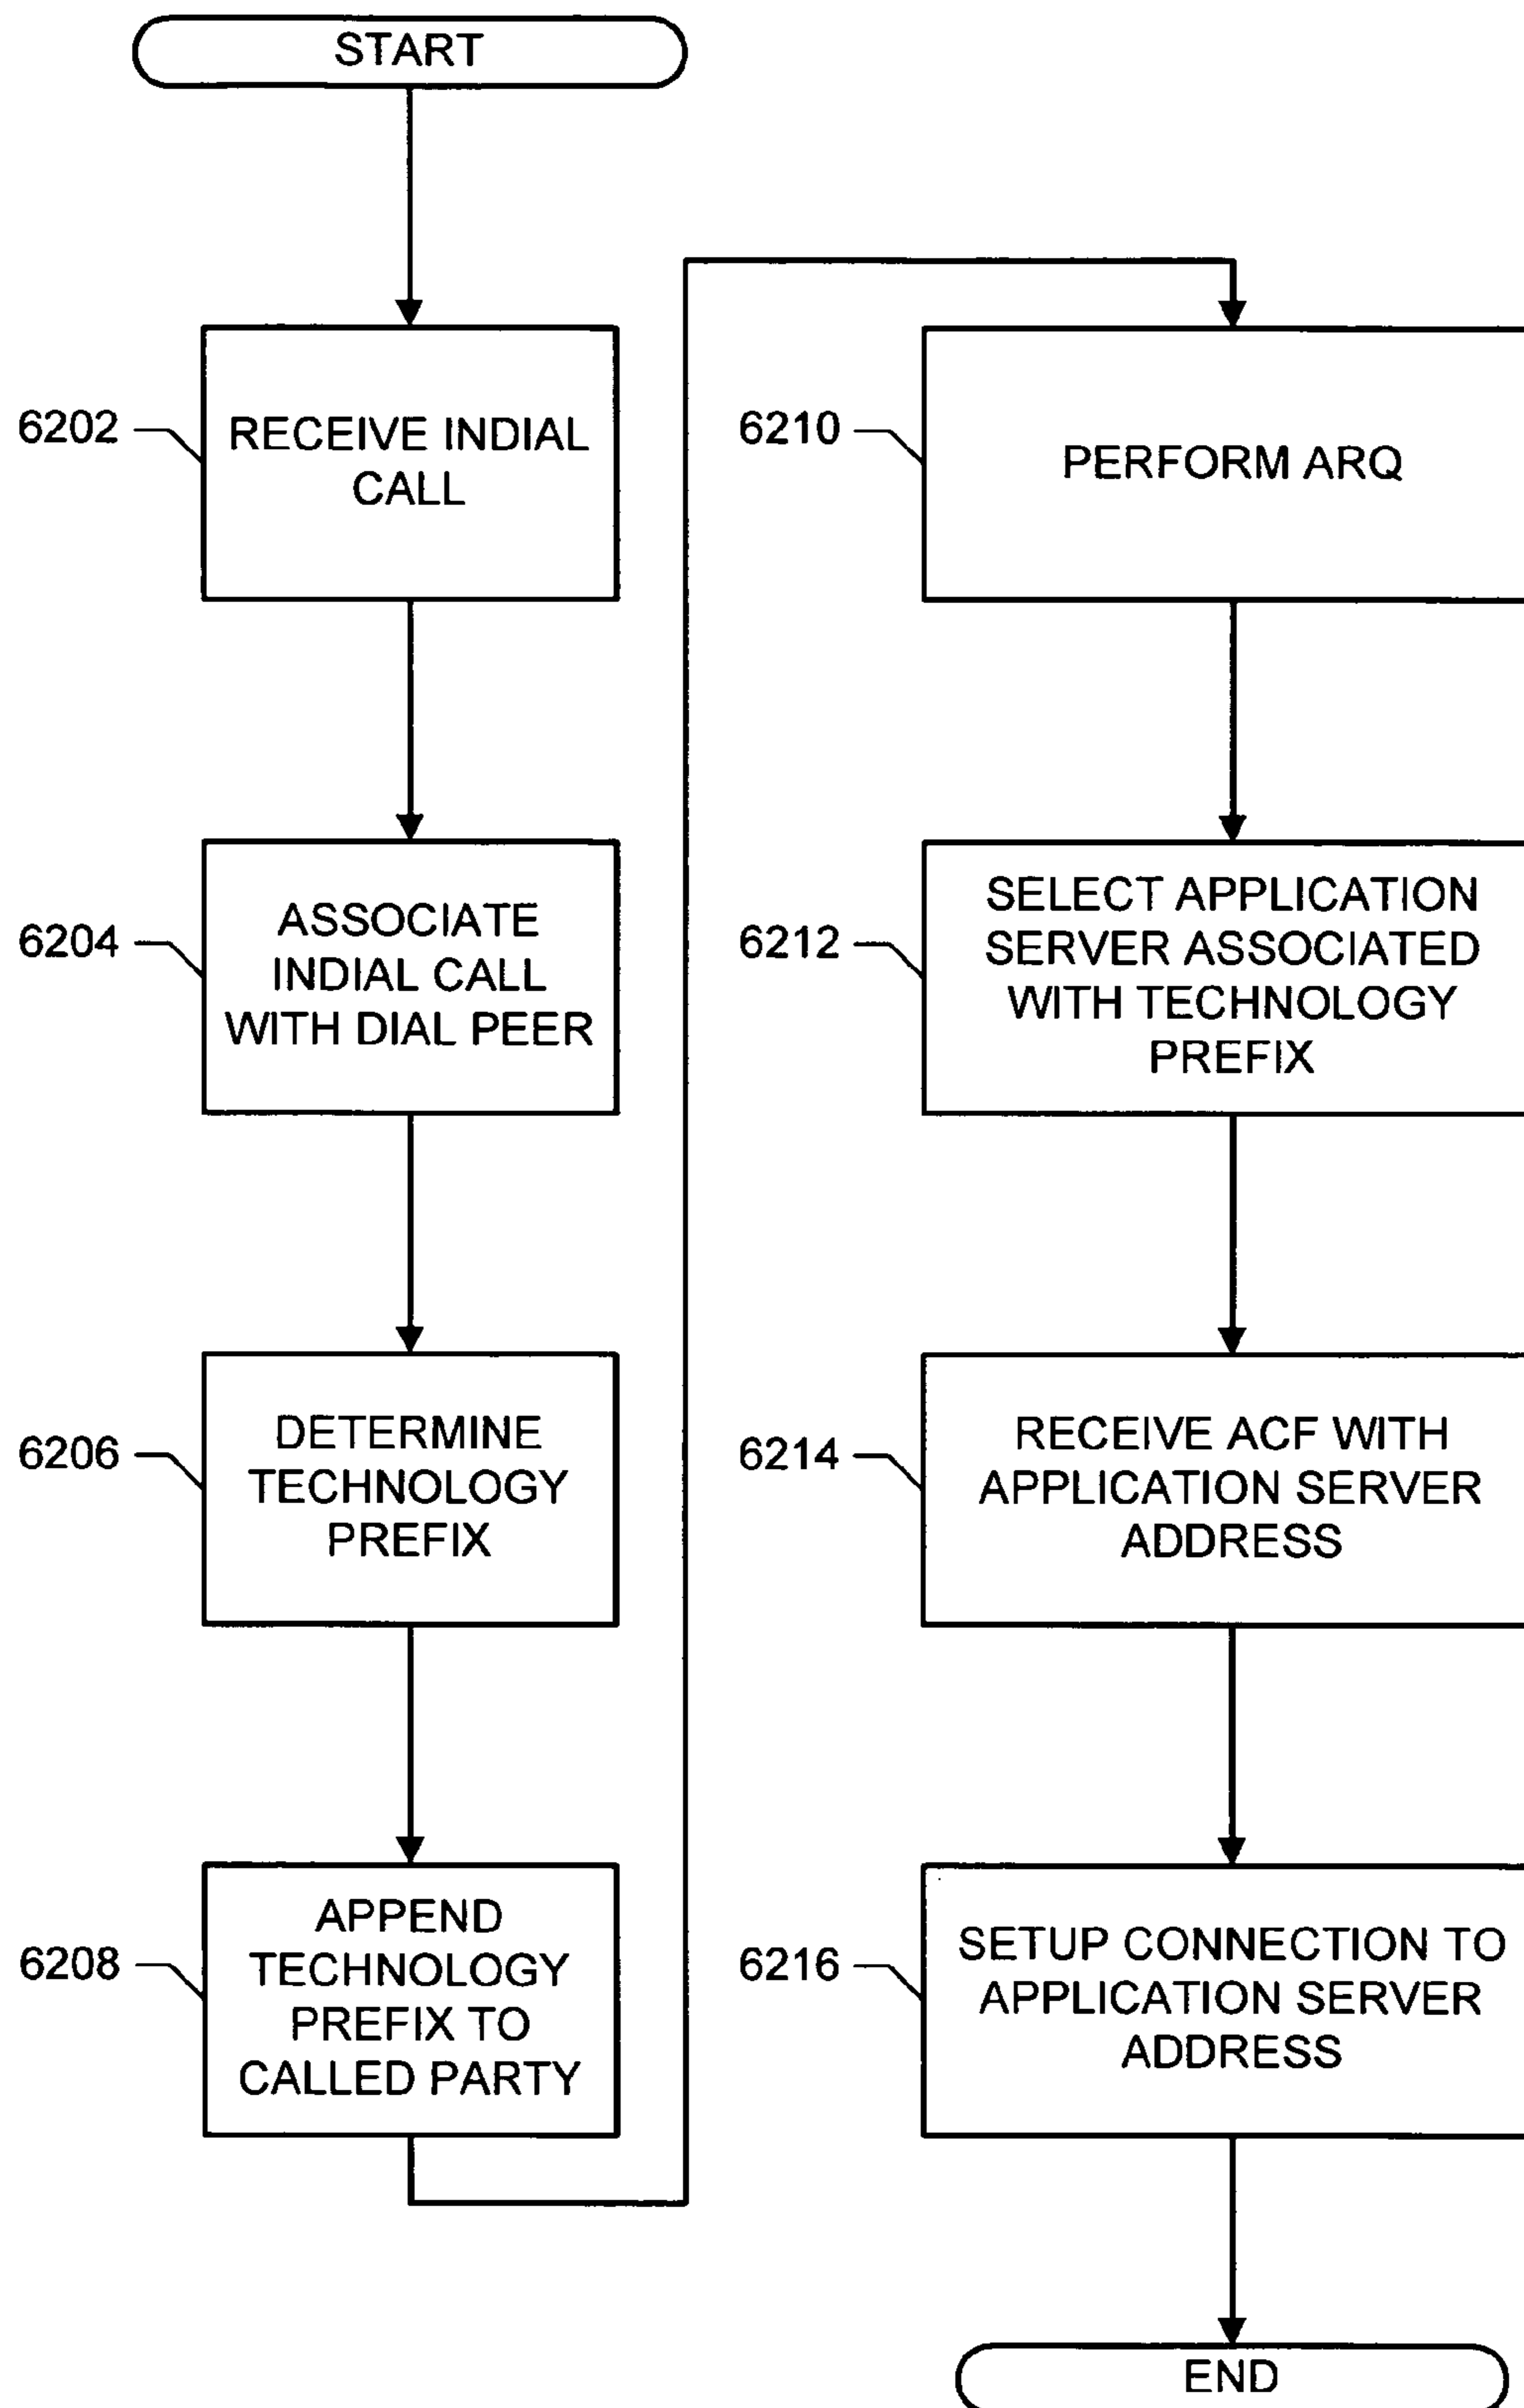 START
6202
RECEIVE INDIAL
CALL
6204
ASSOCIATE
INDIAL CALL
WITH DIAL PEER
6206
DETERMINE
TECHNOLOGY
PREFIX
6208
APPEND
TECHNOLOGY
PREFIX TO
CALLED PARTY
6210
PERFORM ARQ
6212
SELECT APPLICATION
SERVER ASSOCIATED
WITH TECHNOLOGY
PREFIX
6214
RECEIVE ACF WITH
APPLICATION SERVER
ADDRESS
6216
SETUP CONNECTION TO
APPLICATION SERVER
ADDRESS
END